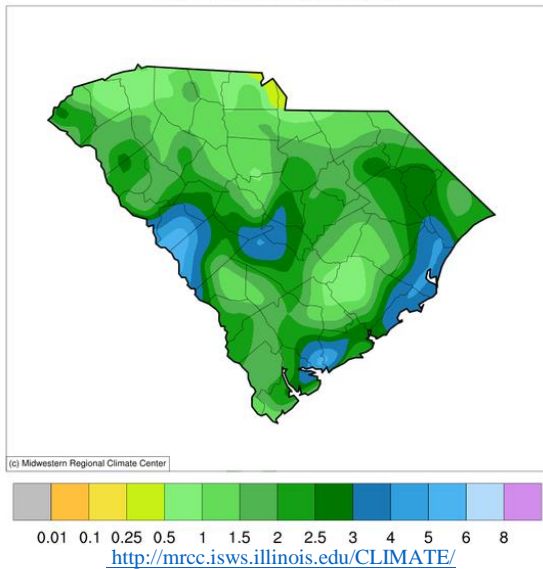 (c) Midwestern Regional Climate Center
0.01 0.1 0.25 0.5 1 1.5 2 2.5 3 4 5 6 8
http://mrcc.isws.illinois.edu/CLIMATE/